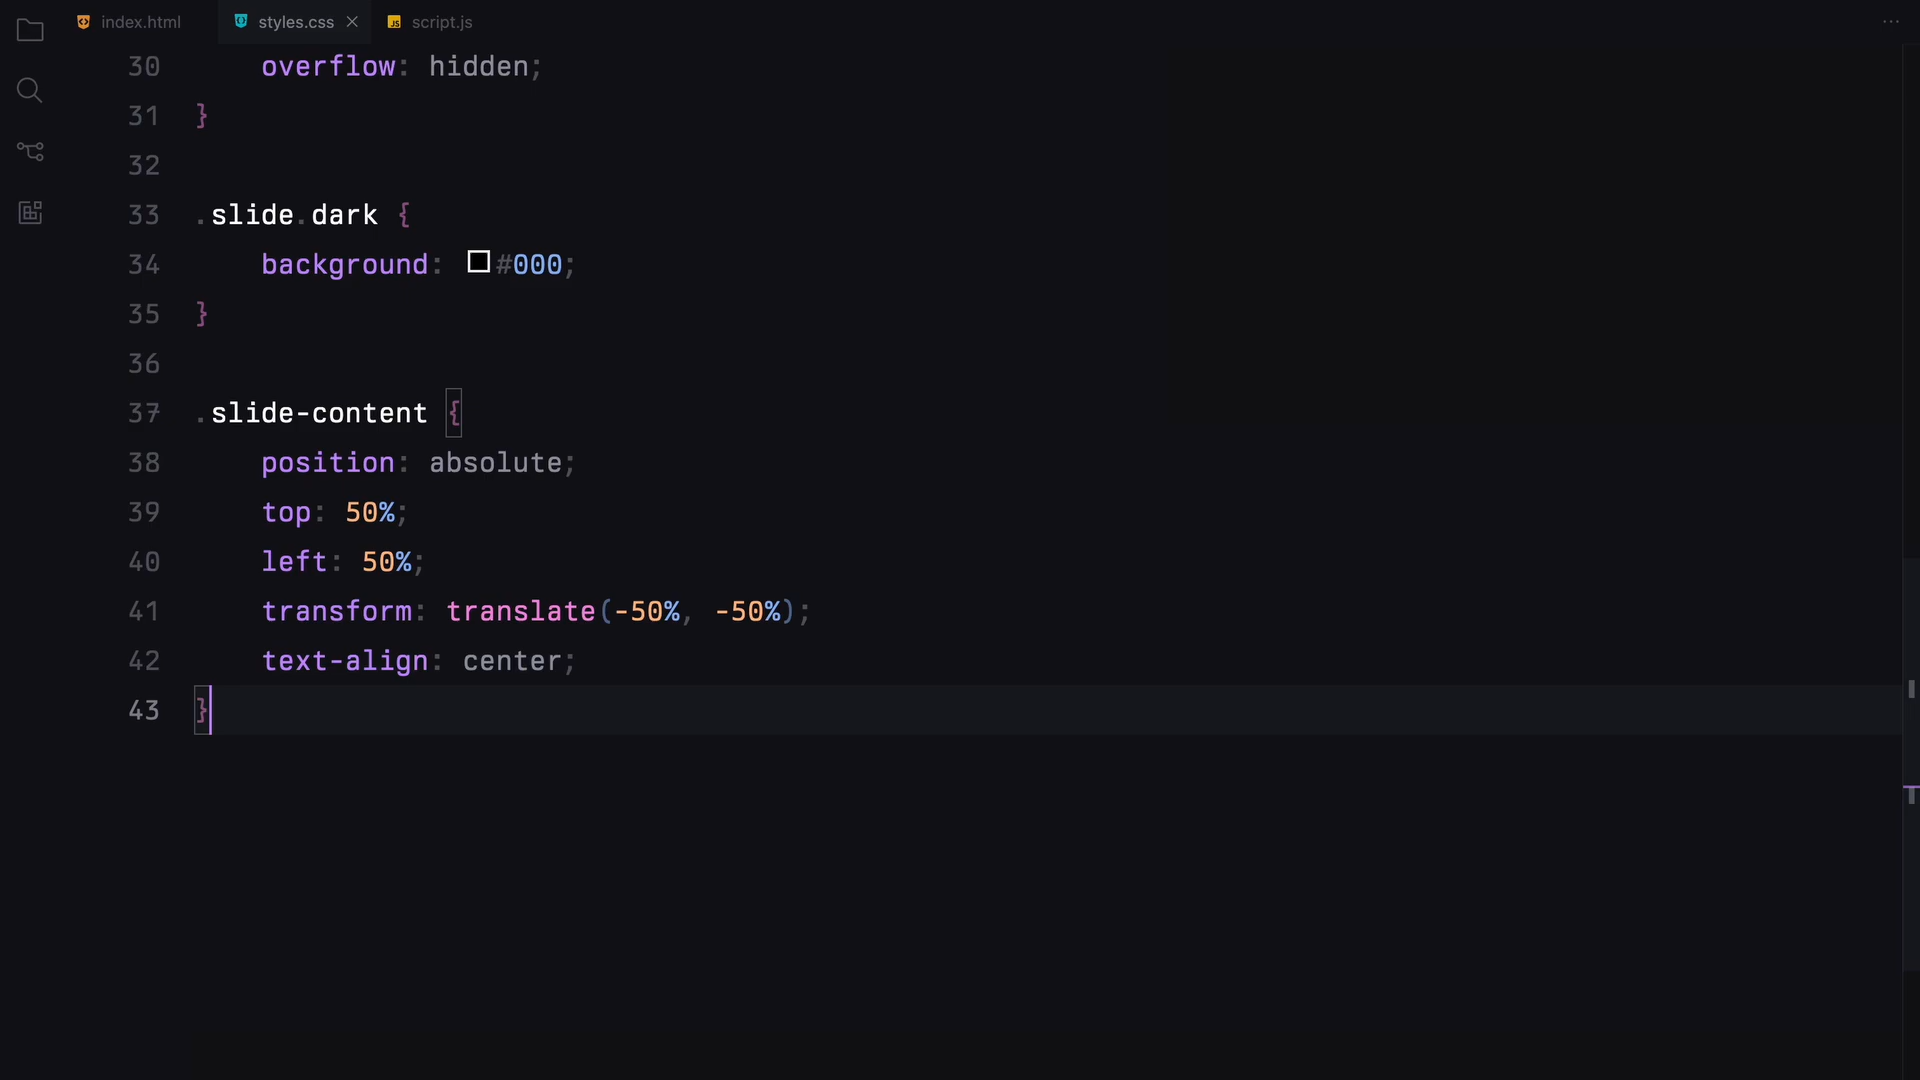 index.html styles.css script.js
30 overflow: hidden;
31 }
32
33 .slide.dark {
34 background: #000;
35 }
36
37 .slide-content {
38 position: absolute;
39 top: 50%;
40 left: 50%;
41 transform: translate(-50%, -50%);
42 text-align: center;
43 }